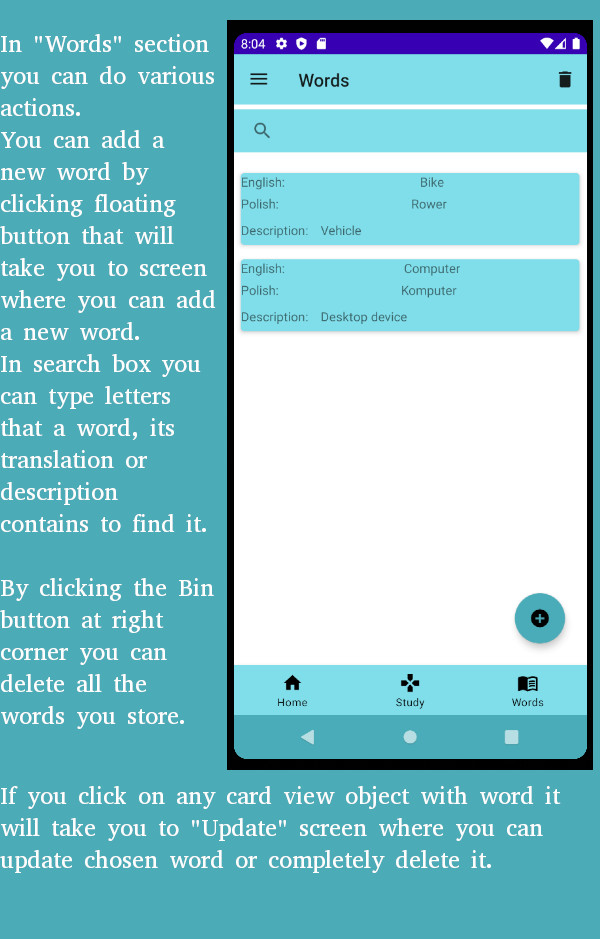 In "Words" section
you can do various
actions.
You can add a
new word by
clicking floating
button that will
take you to screen
where you can add
a new word.
In search box you
can type letters
that a word, its
translation or
description
contains to find it.
By clicking the Bin
button at right
corner you can
delete all the
words you store.
8:04
Words
English: Bike
Polish: Rower
Description: Vehicle
English: Computer
Polish: Komputer
Description: Desktop device
Home Study Words
If you click on any card view object with word it
will take you to "Update" screen where you can
update chosen word or completely delete it.